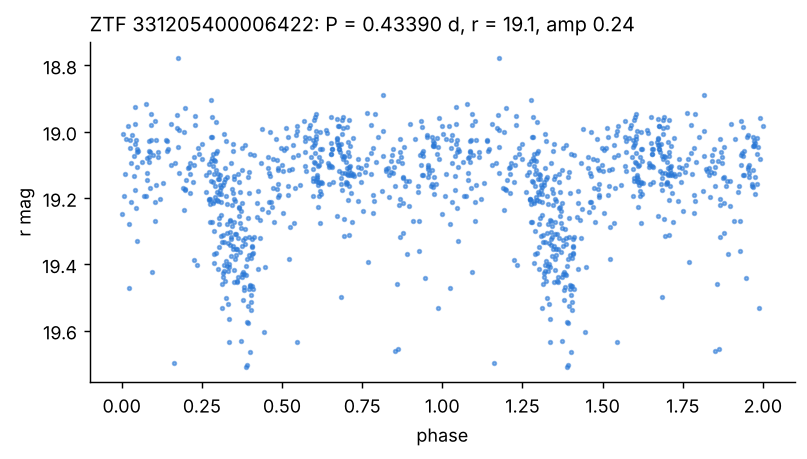 ZTF 331205400006422: P = 0.43390 d, r = 19.1, amp 0.24
18.8
19.0
19.2
19.4
19.6
r mag
0.00 0.25 0.50 0.75 1.00 1.25 1.50 1.75 2.00
phase